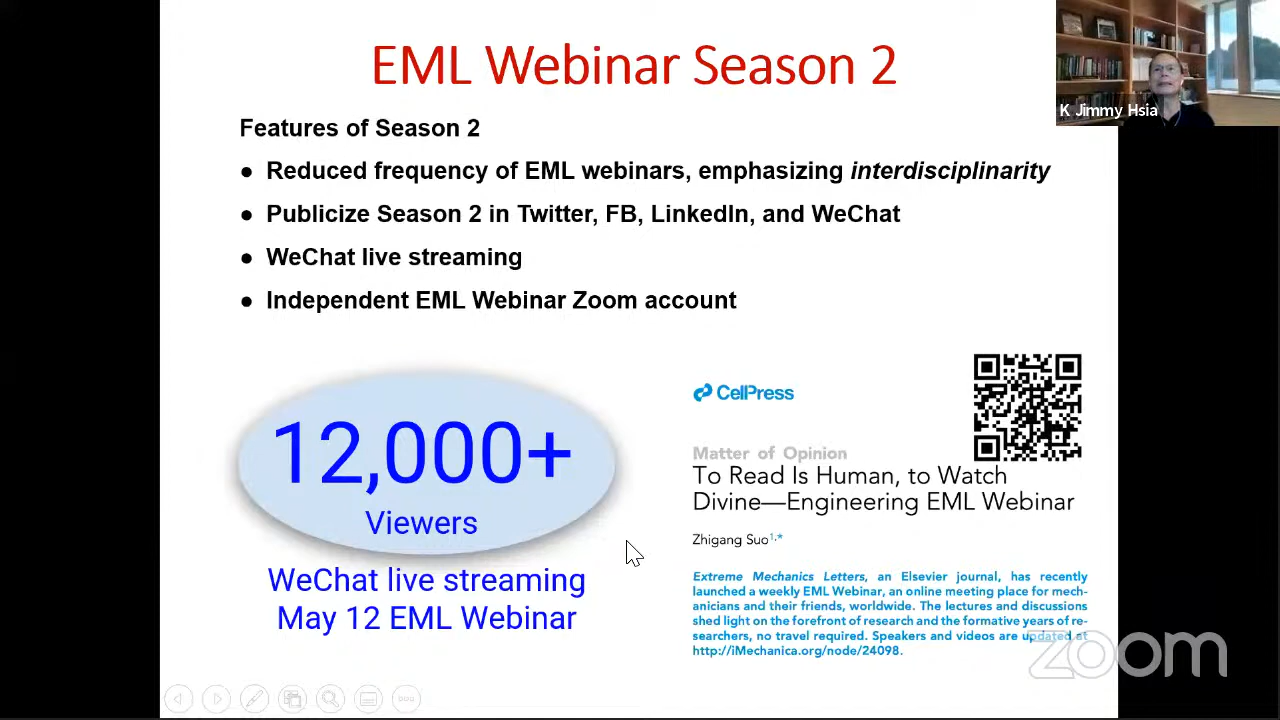 EML Webinar Season 2
K Jimmy Hsia
Features of Season 2
● Reduced frequency of EML webinars, emphasizing interdisciplinarity
● Publicize Season 2 in Twitter, FB, LinkedIn, and WeChat
● WeChat live streaming
● Independent EML Webinar Zoom account
12,000+
Viewers
WeChat live streaming
May 12 EML Webinar
CellPress
Matter of Opinion
To Read Is Human, to Watch
Divine—Engineering EML Webinar
Zhigang Suo1,*
Extreme Mechanics Letters, an Elsevier journal, has recently
launched a weekly EML Webinar, an online meeting place for mech-
anicians and their friends, worldwide. The lectures and discussions
shed light on the forefront of research and the formative years of re-
searchers, no travel required. Speakers and videos are updated at
http://iMechanica.org/node/24098.
zoom